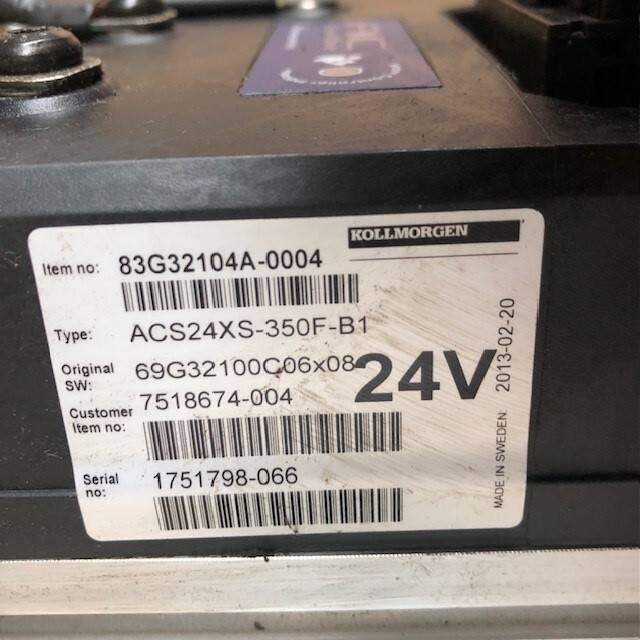 KOLLMORGEN
Item no: 83G32104A-0004
Type: ACS24XS-350F-B1
Original SW: 69G32100C06x08
24V
Customer Item no: 7518674-004
Serial no: 1751798-066
MADE IN SWEDEN: 2013-02-20